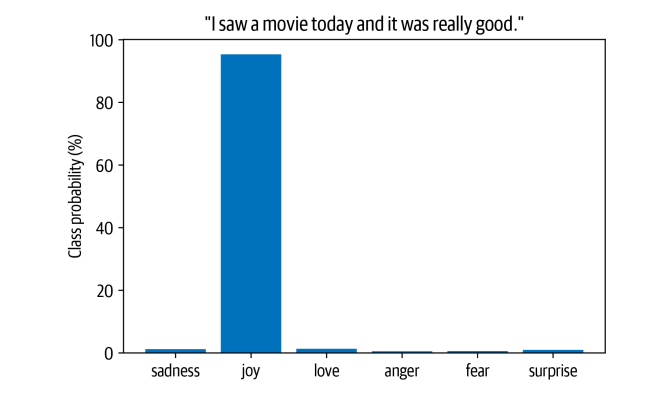 "I saw a movie today and it was really good."
Class probability (%)
100
80
60
40
20
0
sadness joy love anger fear surprise